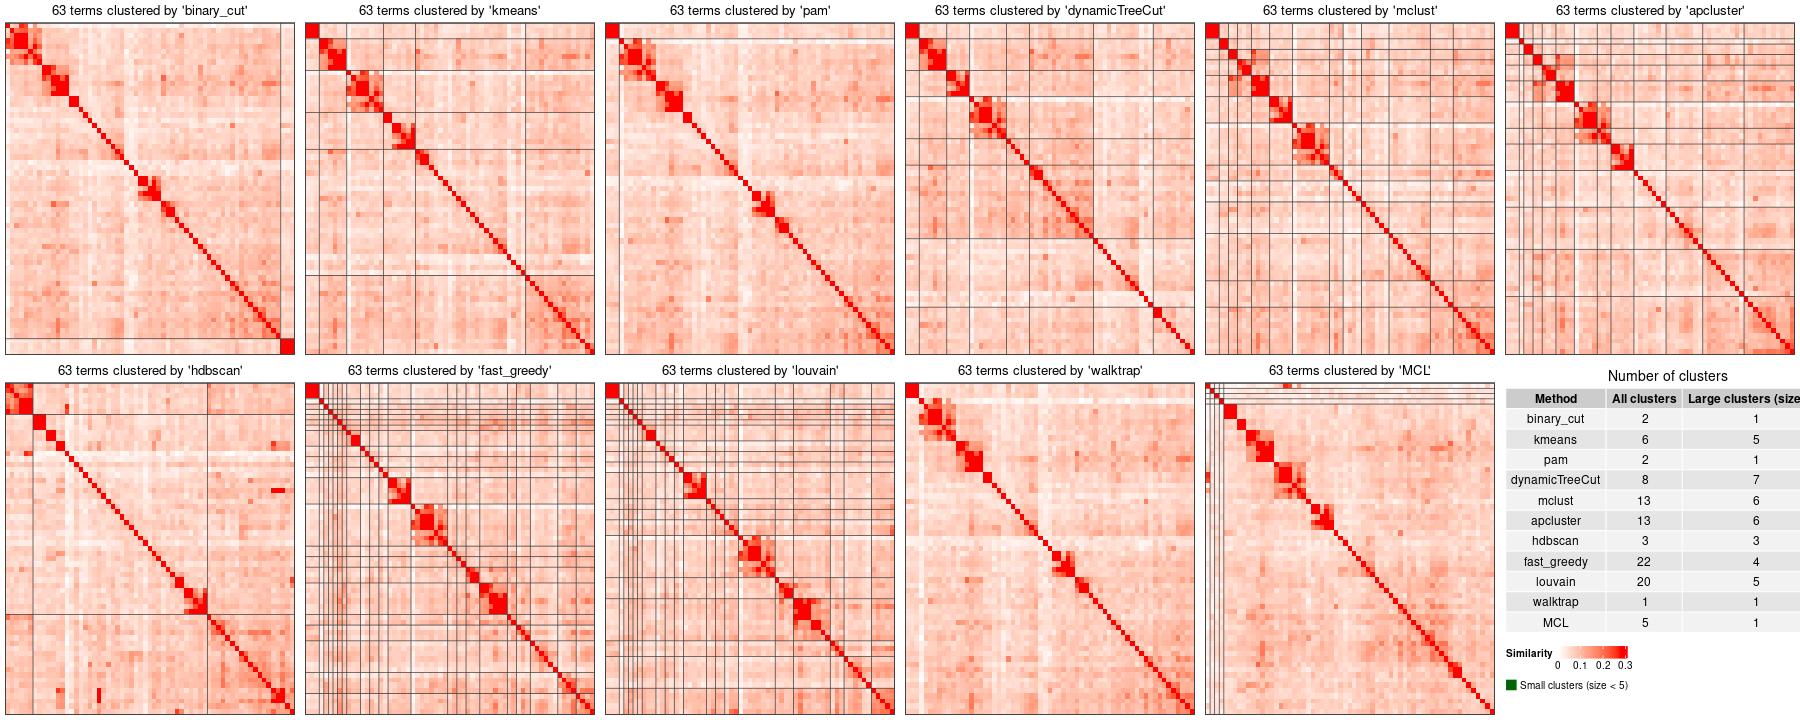 63 terms clustered by 'binary_cut'
63 terms clustered by 'kmeans'
63 terms clustered by 'pam'
63 terms clustered by 'dynamicTreeCut'
63 terms clustered by 'mclust'
63 terms clustered by 'apcluster'
63 terms clustered by 'hdbscan'
63 terms clustered by 'fast_greedy'
63 terms clustered by 'louvain'
63 terms clustered by 'walktrap'
63 terms clustered by 'MCL'
Number of clusters
Method All clusters Large clusters (size
binary_cut 2 1
kmeans 6 5
pam 2 1
dynamicTreeCut 8 7
mclust 13 6
apcluster 13 6
hdbscan 3 3
fast_greedy 22 4
louvain 20 5
walktrap 1 1
MCL 5 1
Similarity
0 0.1 0.2 0.3
Small clusters (size < 5)